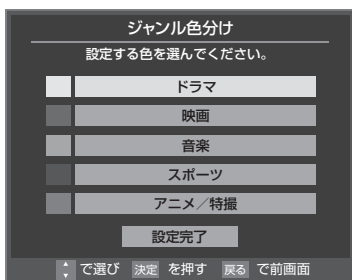 ジャンル色分け
設定する色を選んでください。
ドラマ
映画
音楽
スポーツ
アニメ／特撮
設定完了
で選び 決定 を押す 戻る で前画面